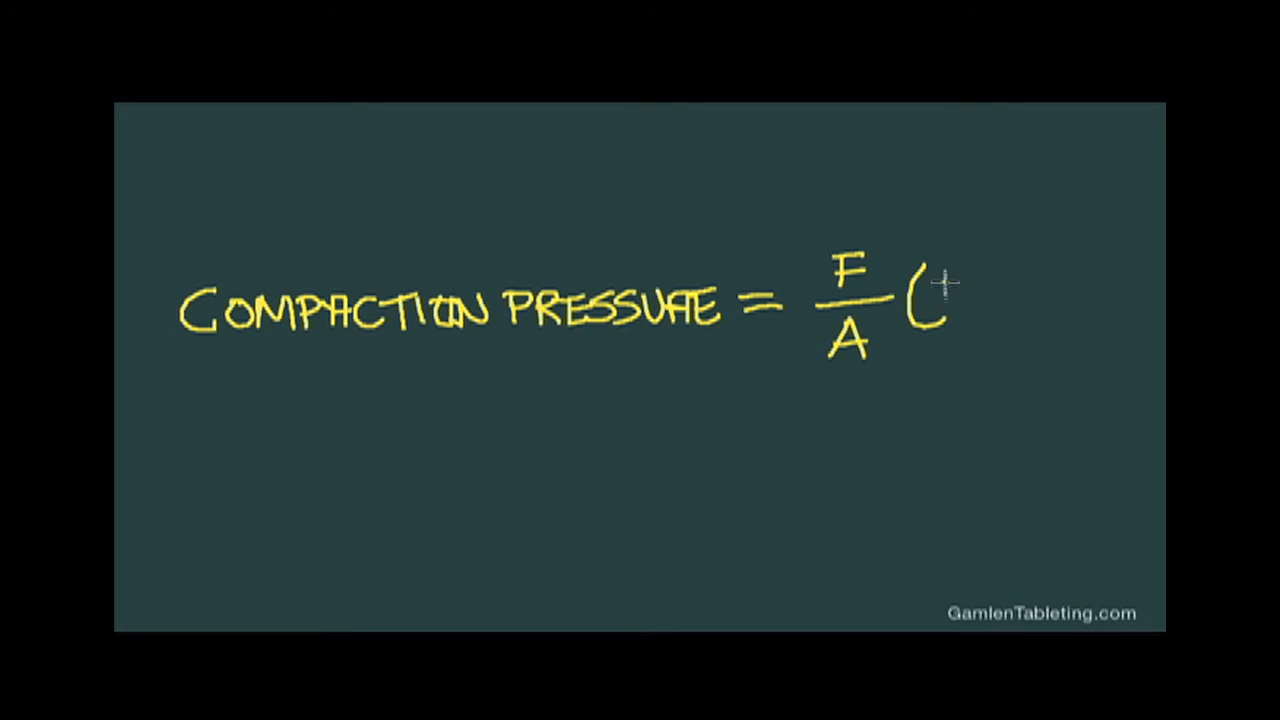 COMPACTION PRESSURE = F/A (
GamlenTableting.com